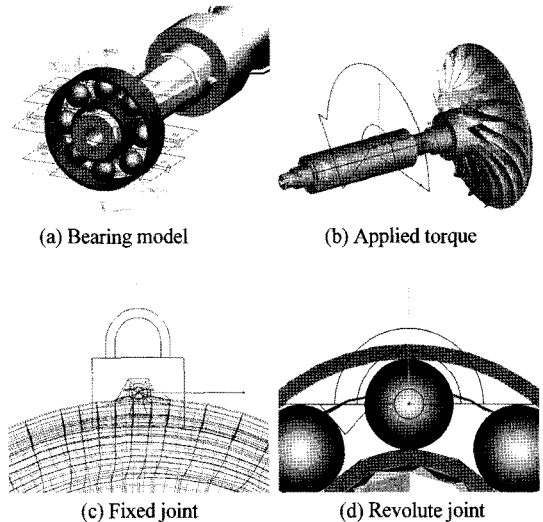 (a) Bearing model
(b) Applied torque
(c) Fixed joint
(d) Revolute joint